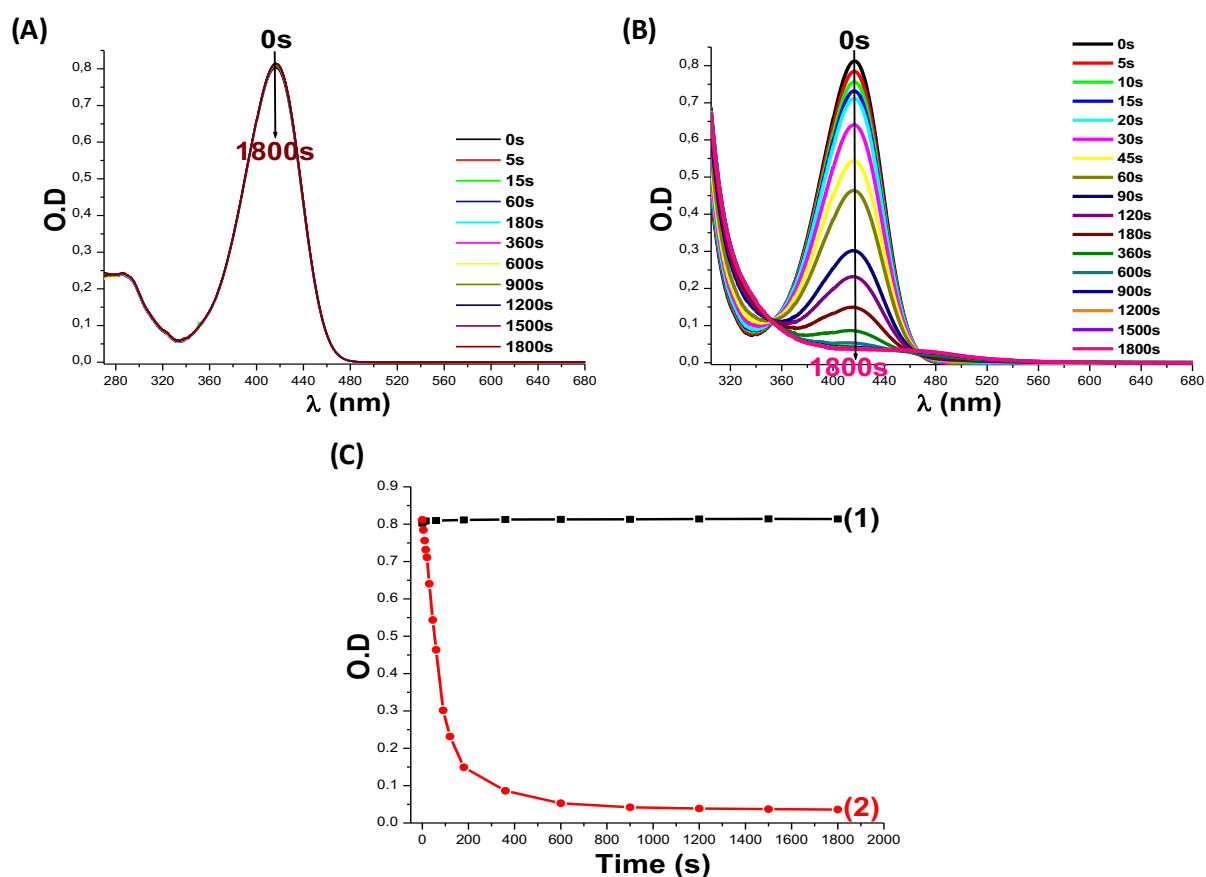 (A)
0s
1800s
O.D
0,8
0,7
0,6
0,5
0,4
0,3
0,2
0,1
0,0
280 320 360 400 440 480 520 560 600 640 680
λ (nm)
0s
5s
15s
60s
180s
360s
600s
900s
1200s
1500s
1800s
(B)
0s
1800s
O.D
0,8
0,7
0,6
0,5
0,4
0,3
0,2
0,1
0,0
320 360 400 440 480 520 560 600 640 680
λ (nm)
0s
5s
10s
15s
20s
30s
45s
60s
90s
120s
180s
360s
600s
900s
1200s
1500s
1800s
(C)
O.D
0.9
0.8
0.7
0.6
0.5
0.4
0.3
0.2
0.1
0.0
(1)
(2)
0 200 400 600 800 1000 1200 1400 1600 1800 2000
Time (s)